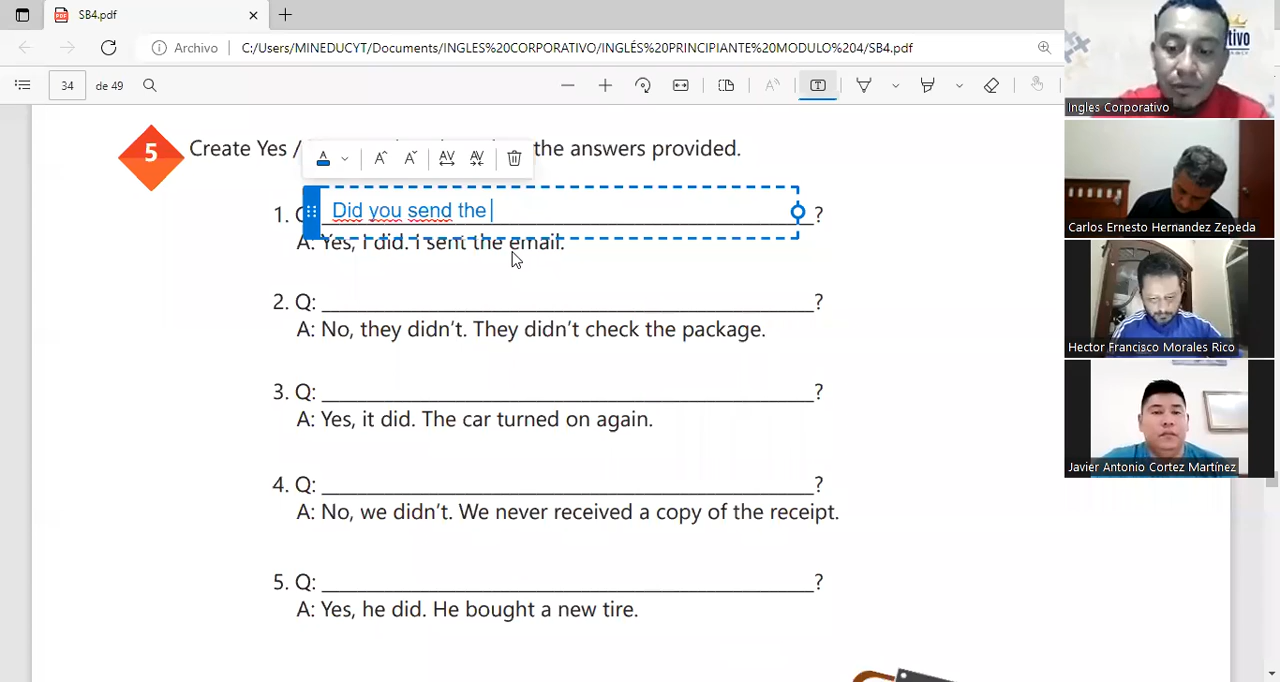 SB4.pdf
Archivo C:/Users/MINEDUCYT/Documents/INGLES%20CORPORATIVO/INGLÉS%20PRINCIPIANTE%20MODULO%204/SB4.pdf
34 de 49
5 Create Yes / the answers provided.
1. Did you send the ?
A: Yes, I did. I sent the email.
2. Q: ?
A: No, they didn't. They didn't check the package.
3. Q: ?
A: Yes, it did. The car turned on again.
4. Q: ?
A: No, we didn't. We never received a copy of the receipt.
5. Q: ?
A: Yes, he did. He bought a new tire.
Ingles Corporativo
Carlos Ernesto Hernandez Zepeda
Hector Francisco Morales Rico
Javier Antonio Cortez Martínez